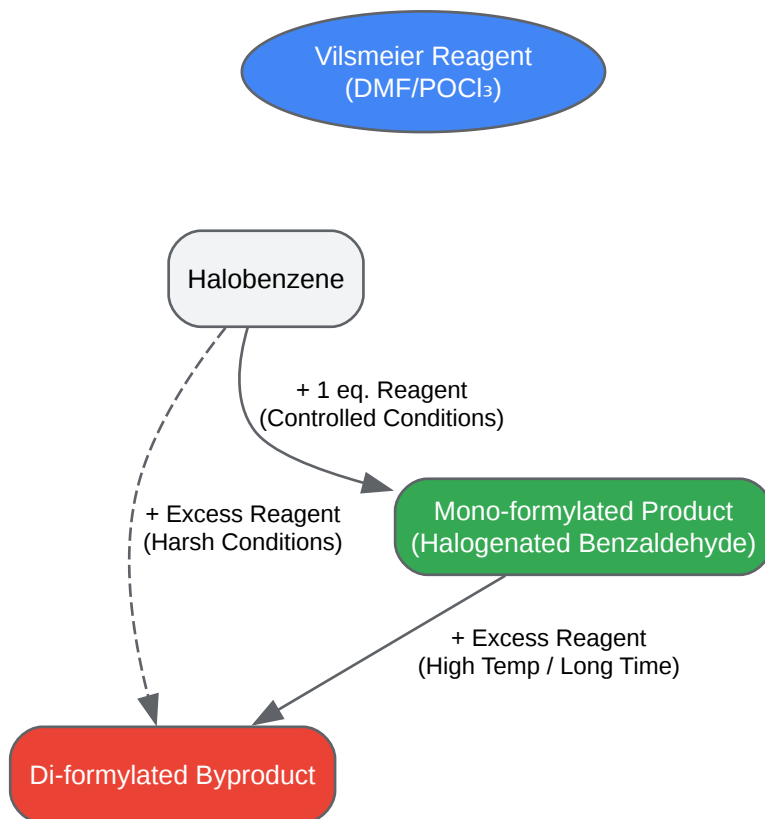 Vilsmeier Reagent
(DMF/POCl₃)
Halobenzene
+ 1 eq. Reagent
(Controlled Conditions)
+ Excess Reagent
(Harsh Conditions)
Mono-formylated Product
(Halogenated Benzaldehyde)
+ Excess Reagent
(High Temp / Long Time)
Di-formylated Byproduct